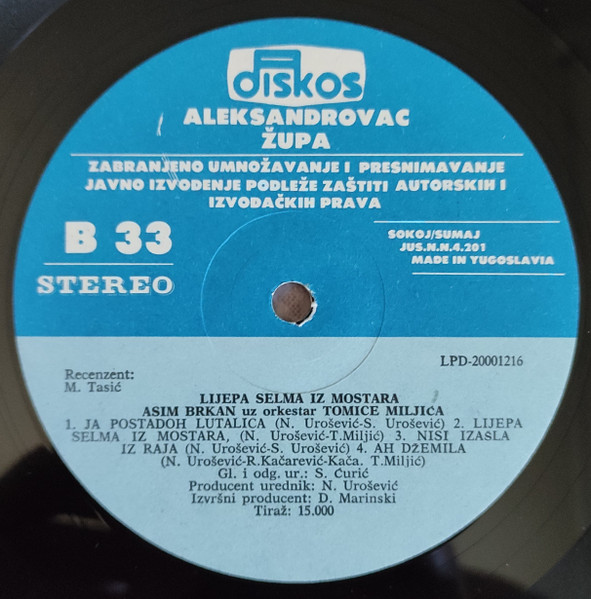 diskos
ALEKSANDROVAC
ŽUPA
ZABRANJENO UMNOŽAVANJE I PRESNIMAVANJE
JAVNO IZVOĐENJE PODLEŽE ZAŠTITI AUTORSKIH I
IZVOĐAČKIH PRAVA
B 33
STEREO
SOKOJ/SUMAJ
JUS.N.N.4.201
MADE IN YUGOSLAVIA
LPD-20001216
Recenzent:
M. Tasić
LIJEPA SELMA IZ MOSTARA
ASIM BRKAN uz orkestar TOMICE MILJIĆA
1. JA POSTADOH LUTALICA (N. Urošević-S. Urošević) 2. LIJEPA
SELMA IZ MOSTARA, (N. Urošević-T.Miljić) 3. NISI IZAŠLA
IZ RAJA (N. Urošević-S. Urošević) 4. AH DŽEMILA
(N. Urošević-R.Kačarević-Kača. T.Miljić)
Gl. i odg. ur.: S. Ćurić
Producent urednik: N. Urošević
Izvršni producent: D. Marinski
Tiraž: 15.000